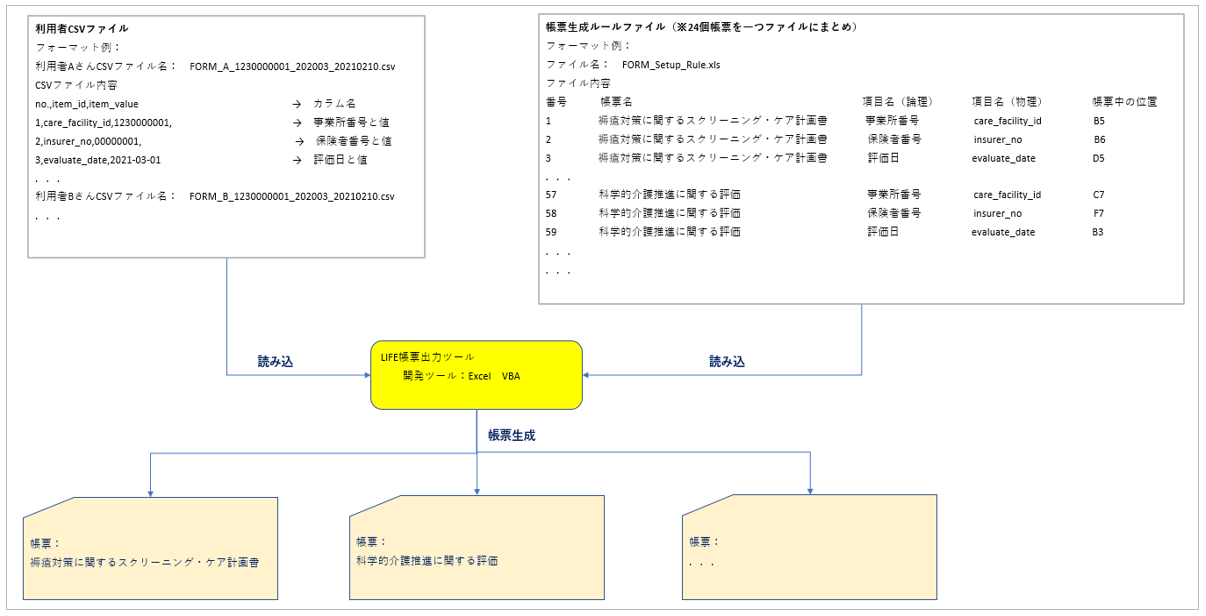 利用者CSVファイル
フォーマット例：
利用者AさんCSVファイル名： FORM_A_1230000001_202003_20210210.csv
CSVファイル内容
no.,item_id,item_value → カラム名
1,care_facility_id,1230000001, → 事業所番号と値
2,insurer_no,00000001, → 保険者番号と値
3,evaluate_date,2021-03-01 → 評価日と値
．．．
利用者BさんCSVファイル名： FORM_B_1230000001_202003_20210210.csv
．．．
帳票生成ルールファイル（※24個帳票を一つファイルにまとめ）
フォーマット例：
ファイル名： FORM_Setup_Rule.xls
ファイル内容
番号 帳票名 項目名（論理） 項目名（物理） 帳票中の位置
1 褥瘡対策に関するスクリーニング・ケア計画書 事業所番号 care_facility_id B5
2 褥瘡対策に関するスクリーニング・ケア計画書 保険者番号 insurer_no B6
3 褥瘡対策に関するスクリーニング・ケア計画書 評価日 evaluate_date D5
．．．
57 科学的介護推進に関する評価 事業所番号 care_facility_id C7
58 科学的介護推進に関する評価 保険者番号 insurer_no F7
59 科学的介護推進に関する評価 評価日 evaluate_date B3
．．．
．．．
読み込
読み込
LIFE帳票出力ツール
開発ツール：Excel VBA
帳票生成
帳票：
褥瘡対策に関するスクリーニング・ケア計画書
帳票：
科学的介護推進に関する評価
帳票：
．．．